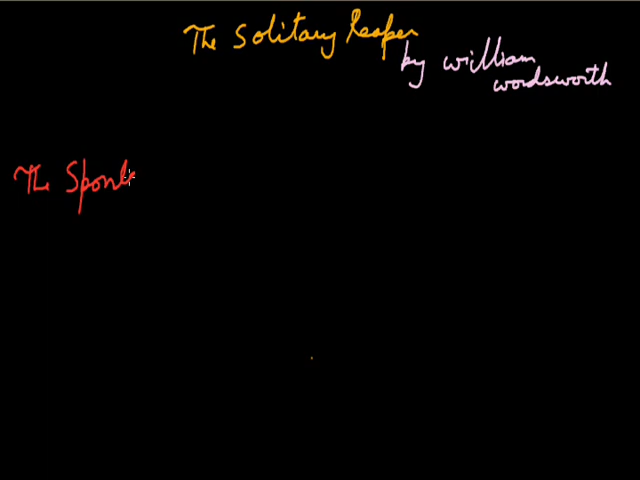 The Solitary Reaper
by william
wordsworth
The Spont